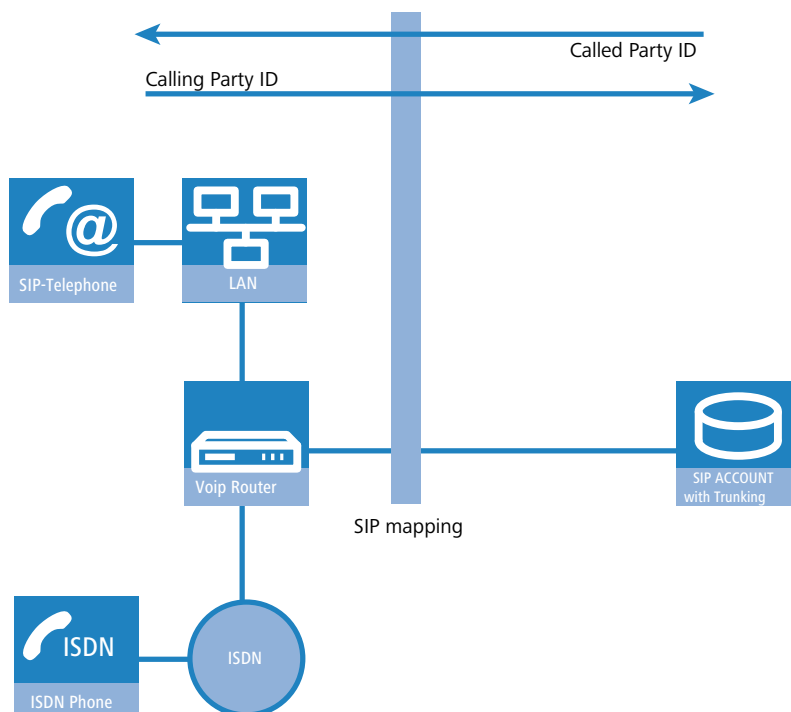 Called Party ID
Calling Party ID
@
SIP-Telephone
LAN
Voip Router
SIP ACCOUNT
with Trunking
SIP mapping
ISDN
ISDN
ISDN Phone